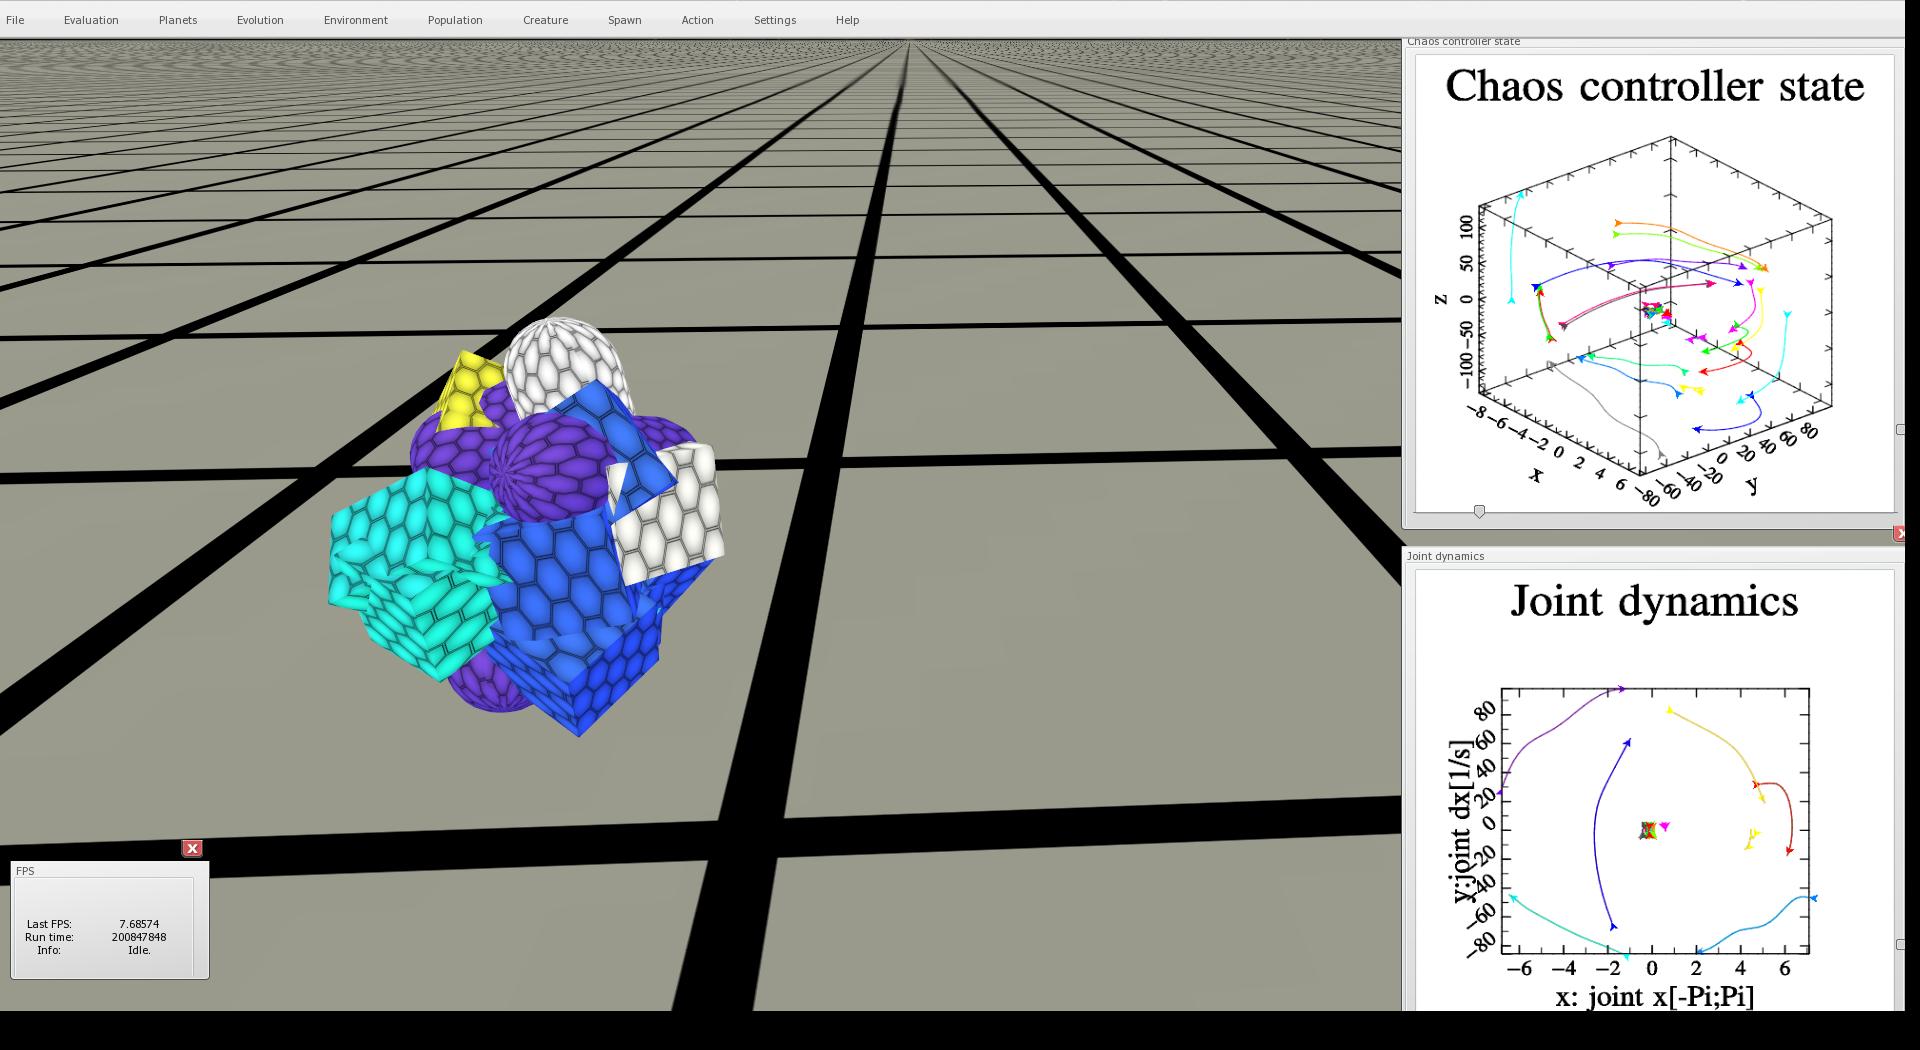 File Evaluation Planets Evolution Environment Population Creature Spawn Action Settings Help
Chaos controller state
Chaos controller state
100
50
0
−50
−100
z
−8 −6 −4 −2 0 2 4 6
x
−80 −60 −40 −20 0 20 40 60 80
y
Joint dynamics
Joint dynamics
80
60
40
20
0
−20
−40
−60
−80
y:joint dx[1/s]
−6 −4 −2 0 2 4 6
x: joint x[-Pi;Pi]
X
FPS
Last FPS: 7.68574
Run time: 200847848
Info: Idle.